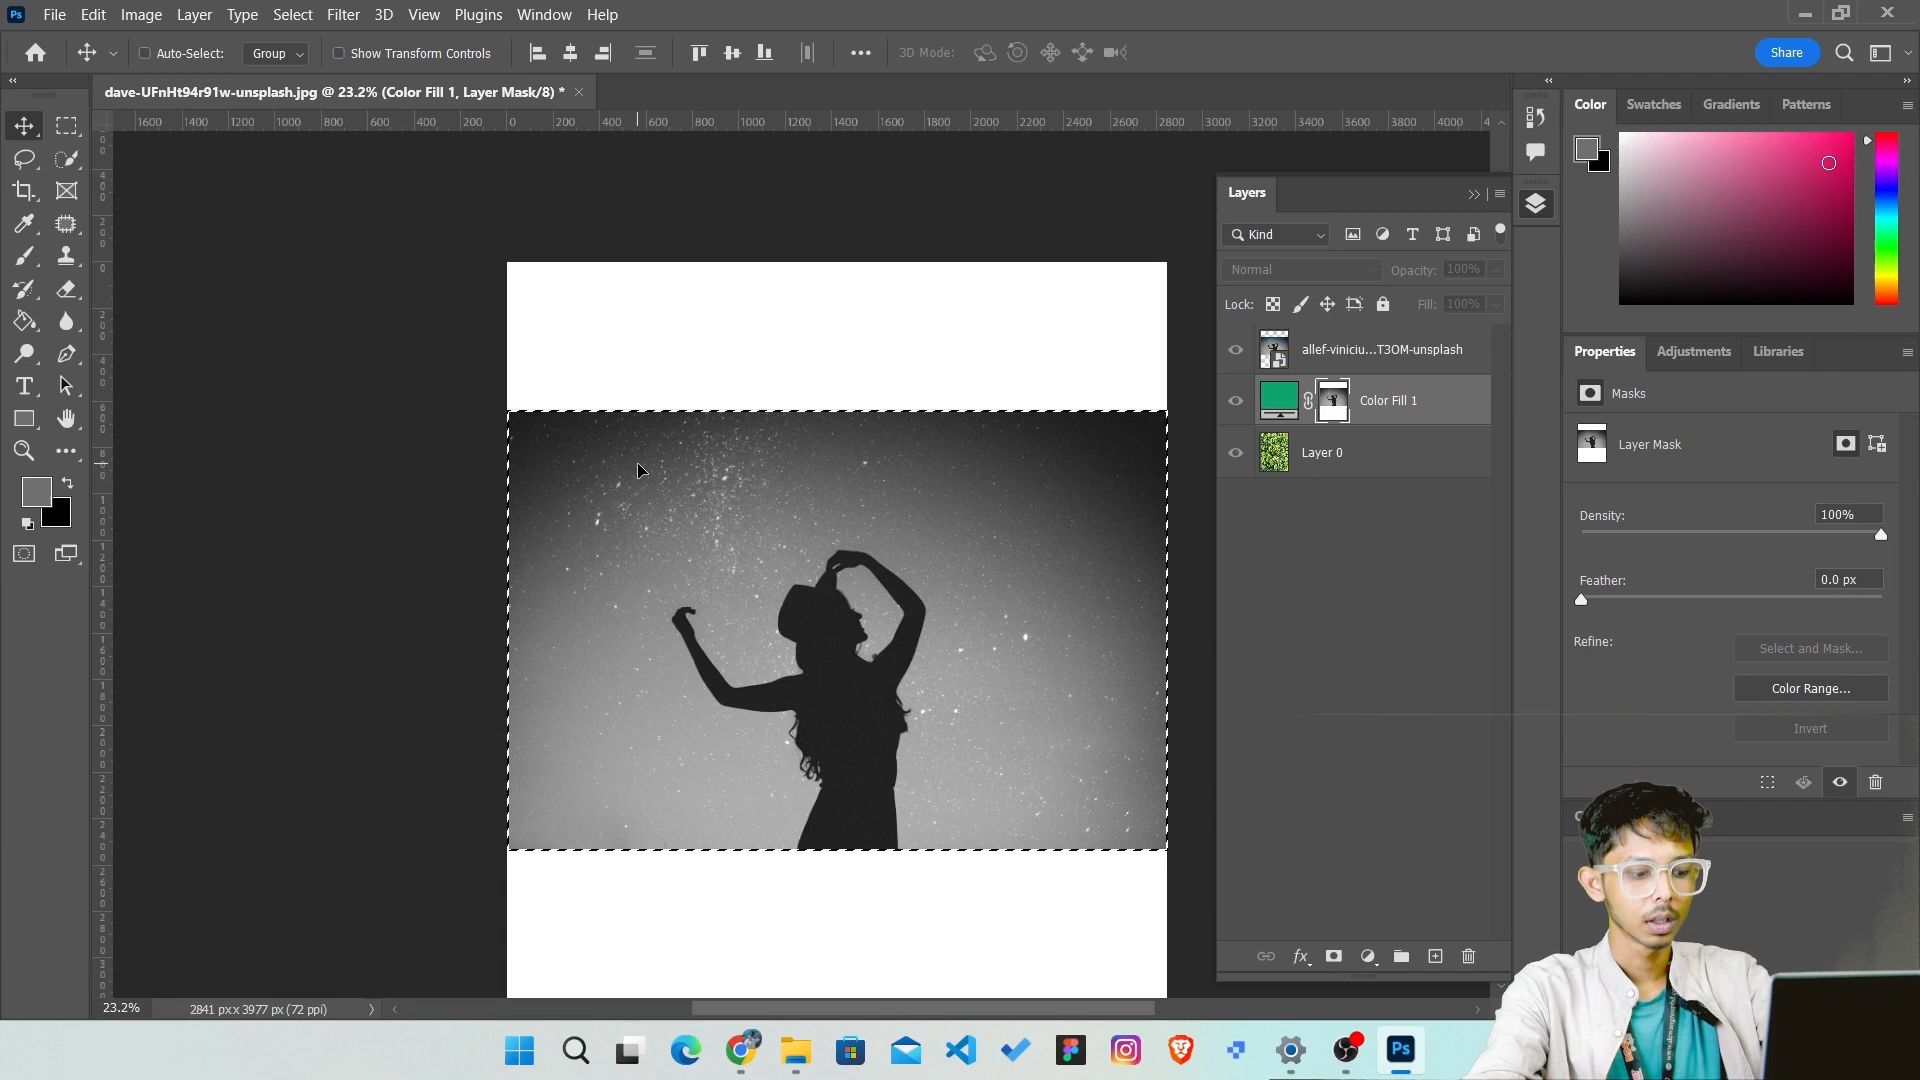 File Edit Image Layer Type Select Filter 3D View Plugins Window Help
Auto-Select: Group Show Transform Controls 3D Mode: Share
dave-UFnHt94r91w-unsplash.jpg @ 23.2% (Color Fill 1, Layer Mask/8) *
1600 1400 1200 1000 800 600 400 200 0 200 400 600 800 1000 1200 1400 1600 1800 2000 2200 2400 2600 2800 3000 3200 3400 3600 3800 4000 4
Color Swatches Gradients Patterns
Layers
Kind
Normal Opacity: 100%
Lock: Fill: 100%
allef-viniciu...T3OM-unsplash
Color Fill 1
Layer 0
Properties Adjustments Libraries
Masks
Layer Mask
Density: 100%
Feather: 0.0 px
Refine: Select and Mask...
Color Range...
Invert
23.2% 2841 px x 3977 px (72 ppi)
Ps